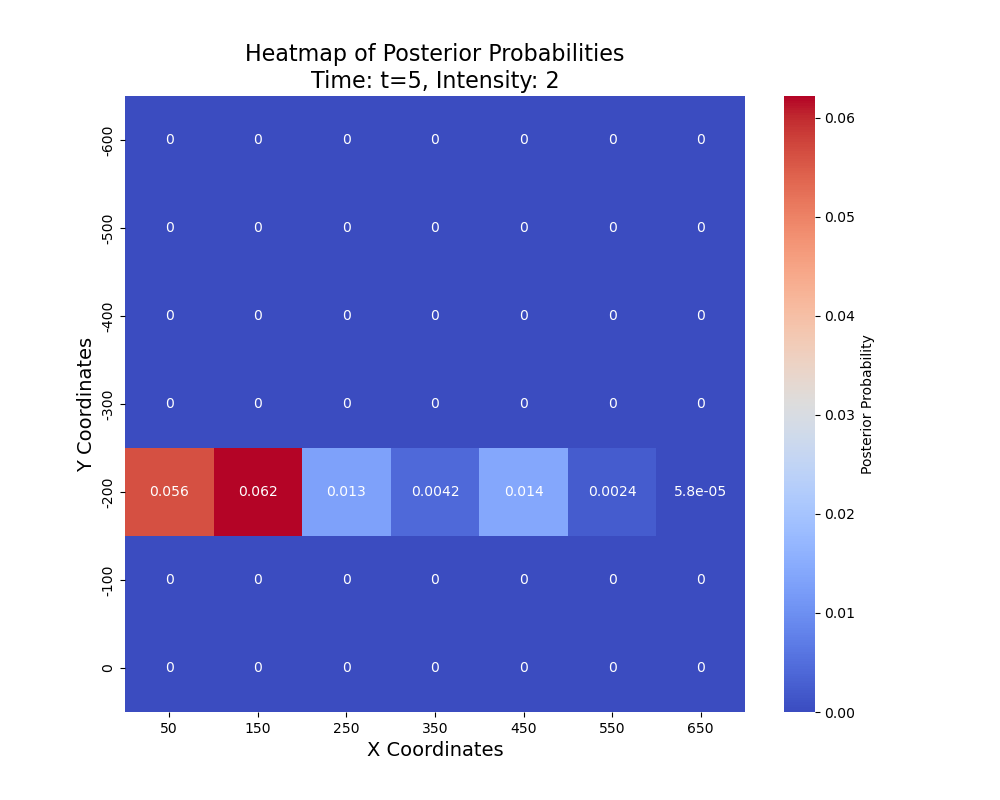 Heatmap of Posterior Probabilities
Time: t=5, Intensity: 2
Y Coordinates
-600 0 0 0 0 0 0 0
-500 0 0 0 0 0 0 0
-400 0 0 0 0 0 0 0
-300 0 0 0 0 0 0 0
-200 0.056 0.062 0.013 0.0042 0.014 0.0024 5.8e-05
-100 0 0 0 0 0 0 0
0 0 0 0 0 0 0 0
50 150 250 350 450 550 650
X Coordinates
0.06
0.05
0.04
0.03
0.02
0.01
0.00
Posterior Probability